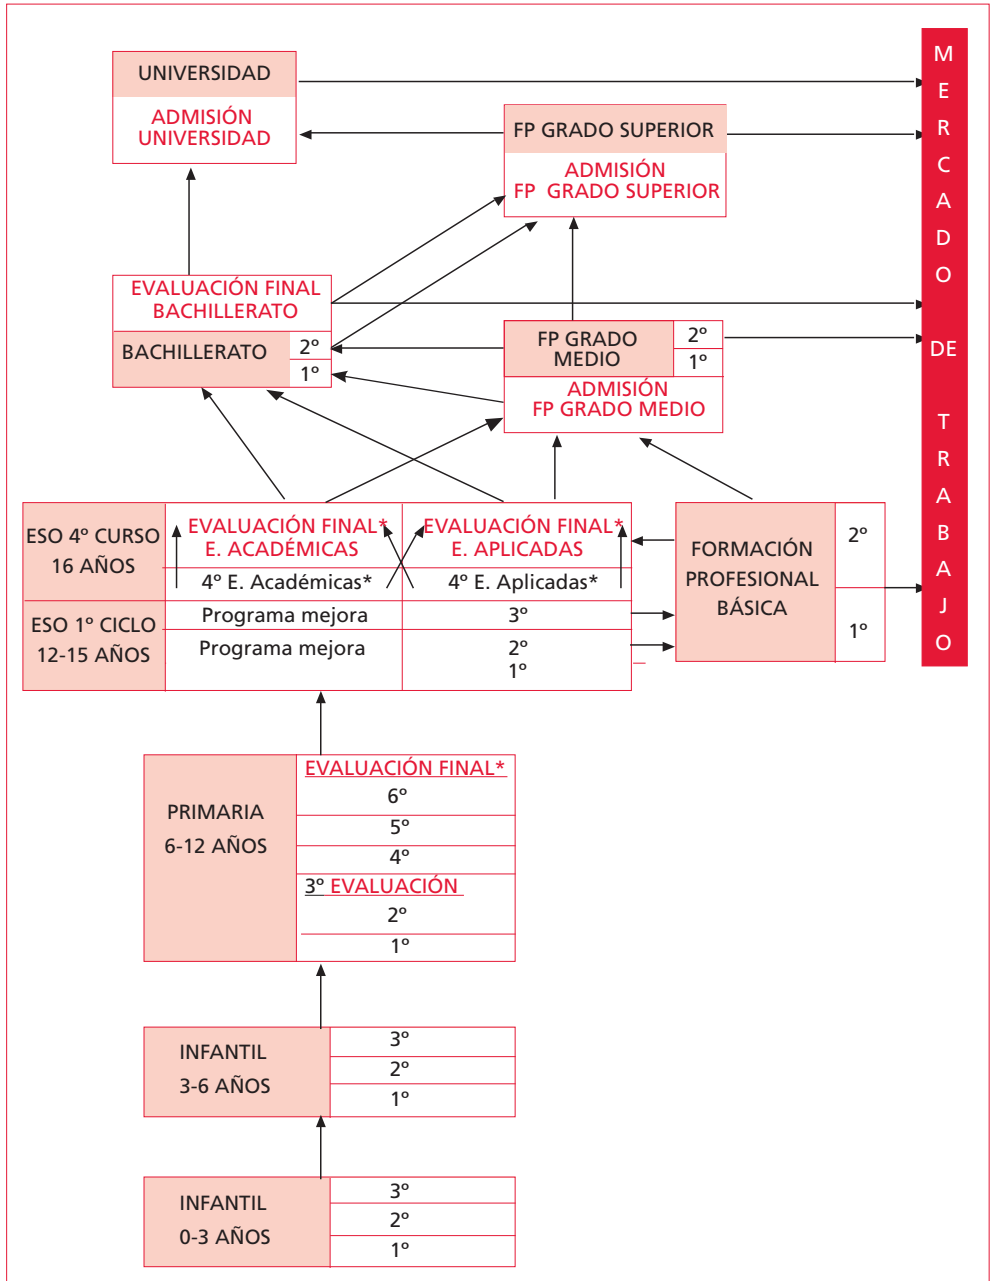 UNIVERSIDAD
ADMISIÓN
UNIVERSIDAD
FP GRADO SUPERIOR
ADMISIÓN
FP GRADO SUPERIOR
EVALUACIÓN FINAL
BACHILLERATO
BACHILLERATO
2º
1º
FP GRADO
MEDIO
2º
1º
ADMISIÓN
FP GRADO MEDIO
ESO 4º CURSO
16 AÑOS
EVALUACIÓN FINAL*
E. ACADÉMICAS
EVALUACIÓN FINAL*
E. APLICADAS
4º E. Académicas*
4º E. Aplicadas*
ESO 1º CICLO
12-15 AÑOS
Programa mejora
3º
Programa mejora
2º
1º
FORMACIÓN
PROFESIONAL
BÁSICA
2º
1º
PRIMARIA
6-12 AÑOS
EVALUACIÓN FINAL*
6º
5º
4º
3º EVALUACIÓN
2º
1º
INFANTIL
3-6 AÑOS
3º
2º
1º
INFANTIL
0-3 AÑOS
3º
2º
1º
MERCADO
DE
TRABAJO